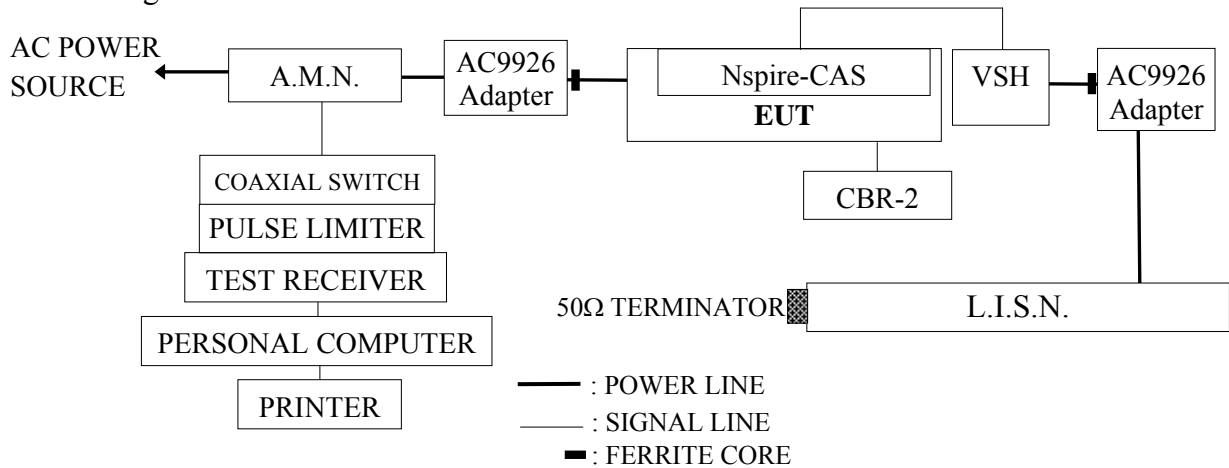 AC POWER
SOURCE
A.M.N.
AC9926
Adapter
Nspire-CAS
EUT
VSH
AC9926
Adapter
CBR-2
COAXIAL SWITCH
PULSE LIMITER
TEST RECEIVER
PERSONAL COMPUTER
PRINTER
50Ω TERMINATOR
L.I.S.N.
: POWER LINE
: SIGNAL LINE
: FERRITE CORE